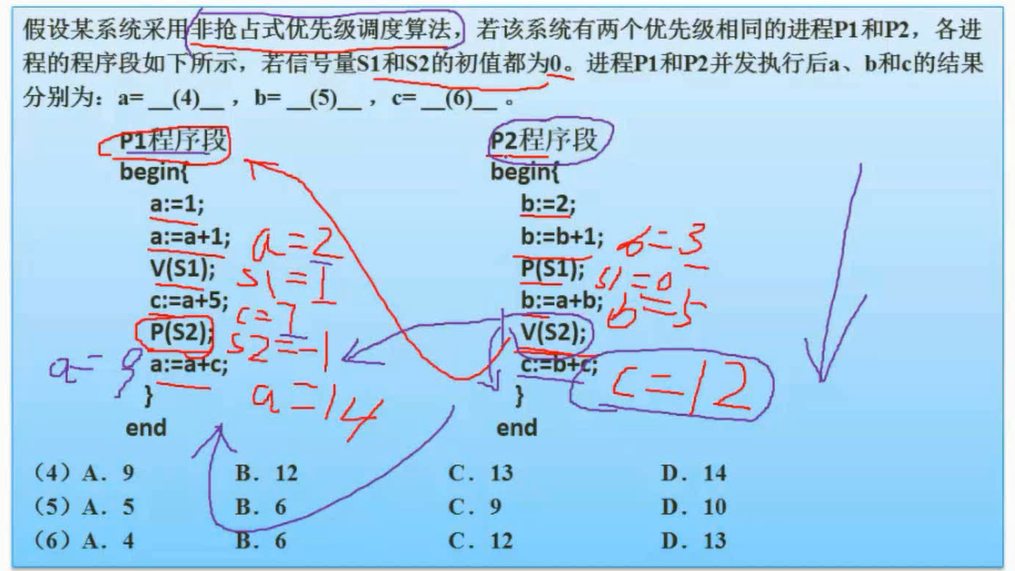 假设某系统采用非抢占式优先级调度算法，若该系统有两个优先级相同的进程P1和P2，各进
程的程序段如下所示，若信号量S1和S2的初值都为0。进程P1和P2并发执行后a、b和c的结果
分别为：a= __(4)__ ，b= __(5)__ ，c= __(6)__ 。
P1程序段
begin{
a:=1;
a:=a+1; a=2
V(S1); S1=1
c:=a+5; c=7
P(S2); S2=-1
a=9 a:=a+c; a=14
}
end
P2程序段
begin{
b:=2;
b:=b+1; b=3
P(S1); S1=0
b:=a+b; b=5
V(S2);
c:=b+c; c=12
}
end
（4）A．9 B．12 C．13 D．14
（5）A．5 B．6 C．9 D．10
（6）A．4 B．6 C．12 D．13